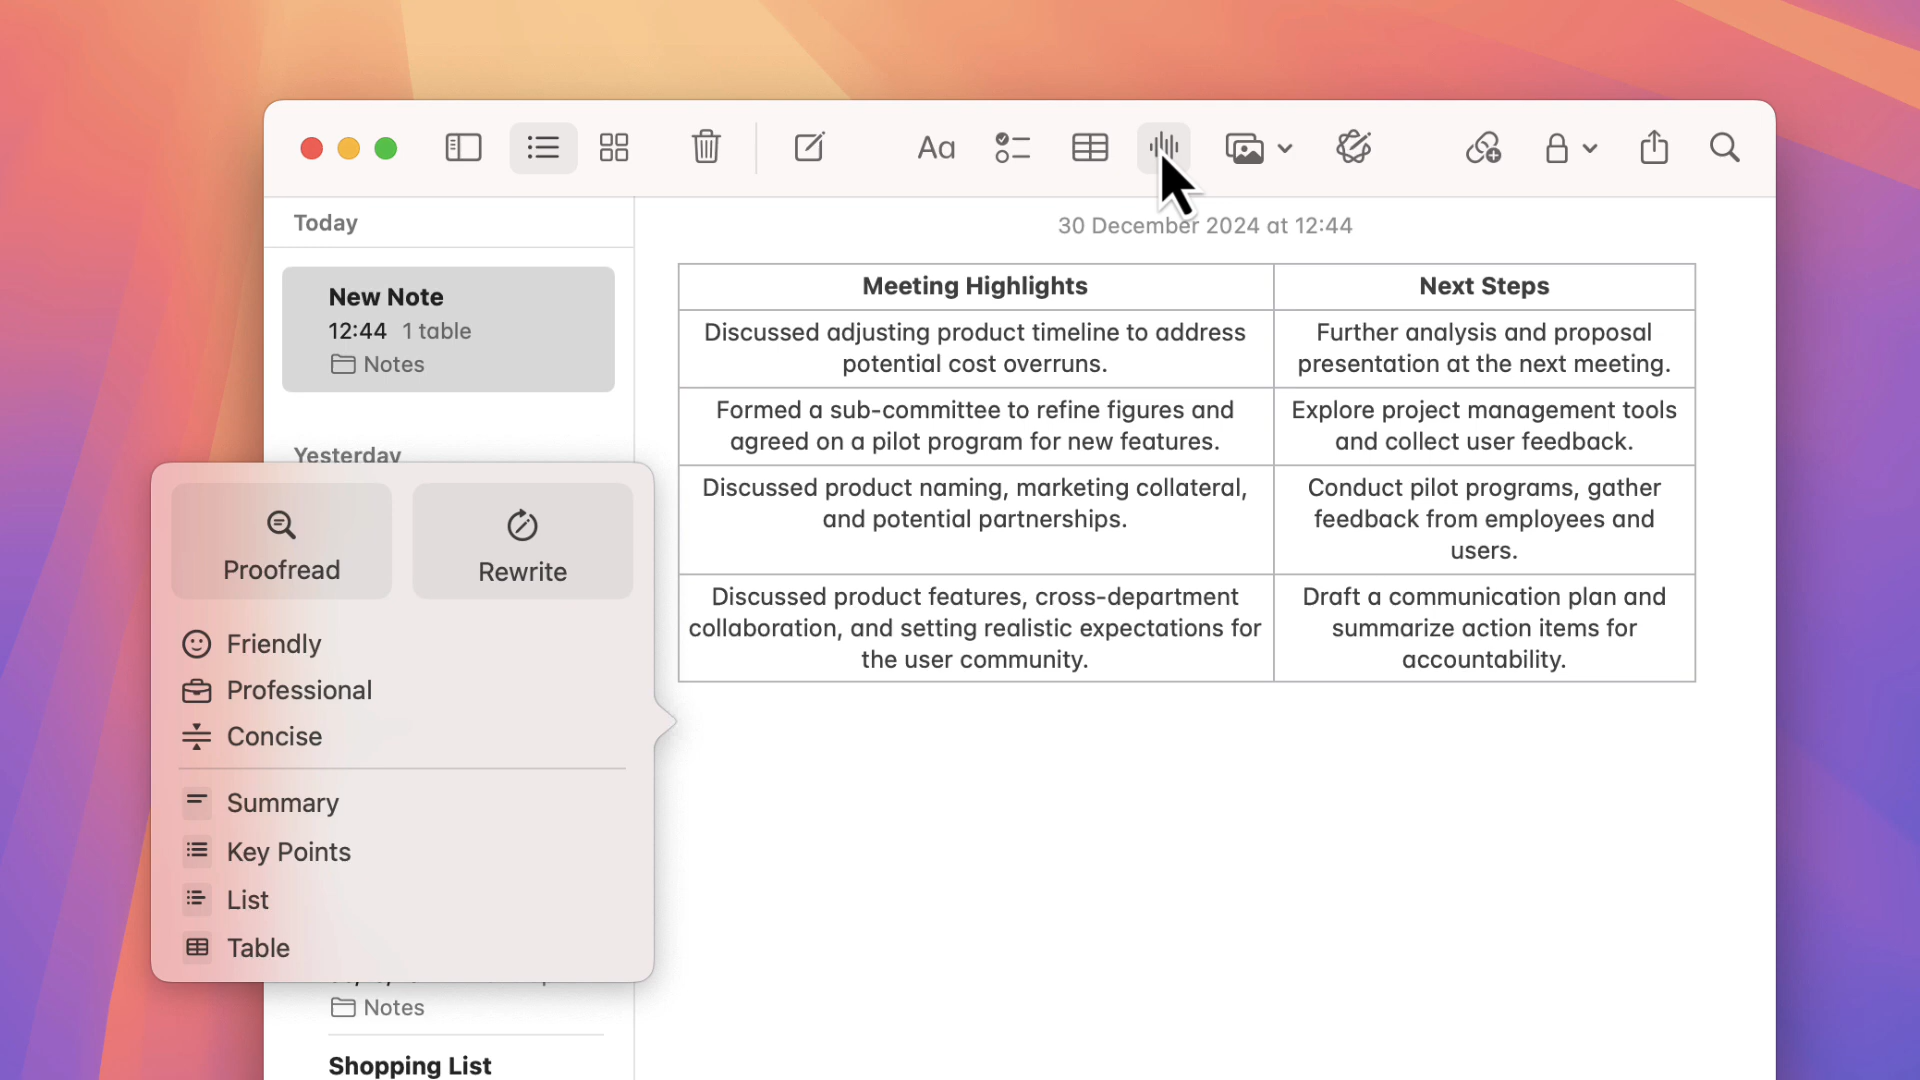 Aa
Today
30 December 2024 at 12:44
New Note
12:44 1 table
Notes
Yesterday
Proofread
Rewrite
Friendly
Professional
Concise
Summary
Key Points
List
Table
Notes
Shopping List
Meeting Highlights
Next Steps
Discussed adjusting product timeline to address
potential cost overruns.
Further analysis and proposal
presentation at the next meeting.
Formed a sub-committee to refine figures and
agreed on a pilot program for new features.
Explore project management tools
and collect user feedback.
Discussed product naming, marketing collateral,
and potential partnerships.
Conduct pilot programs, gather
feedback from employees and
users.
Discussed product features, cross-department
collaboration, and setting realistic expectations for
the user community.
Draft a communication plan and
summarize action items for
accountability.